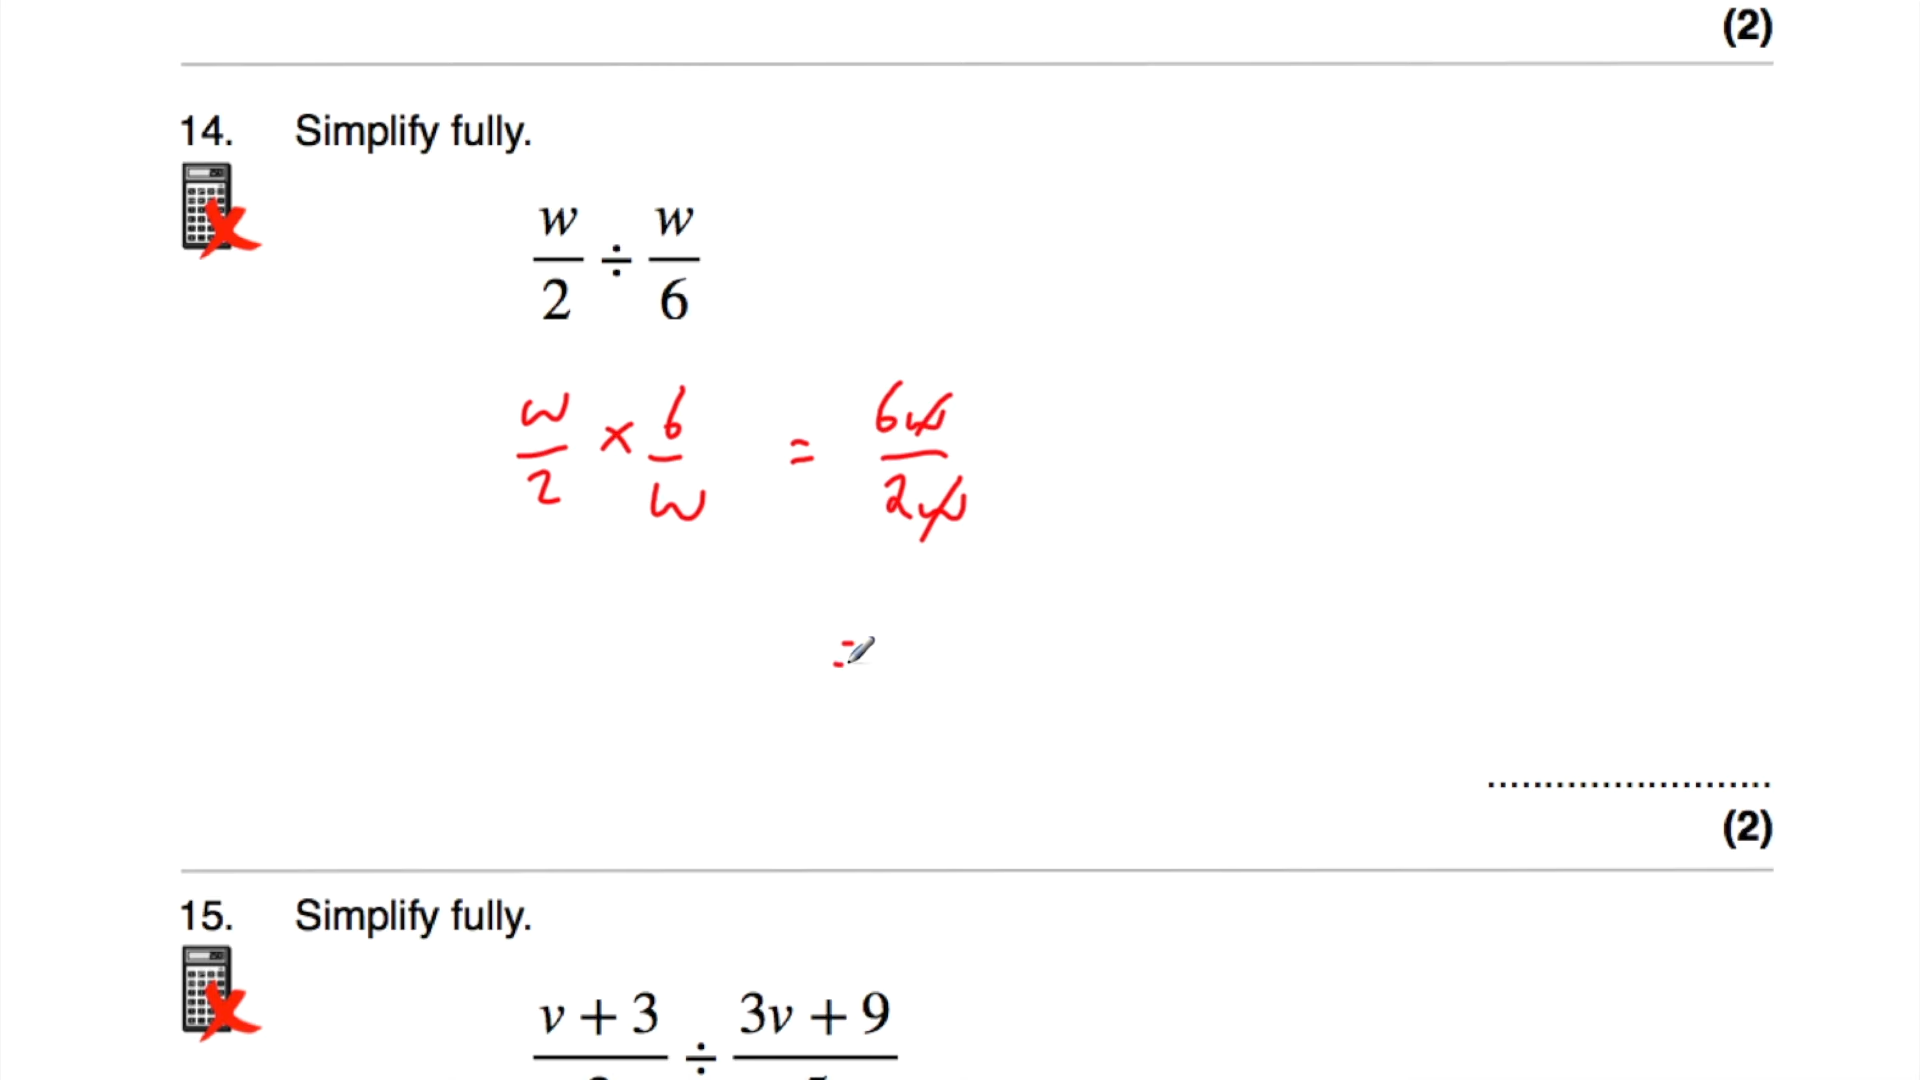 (2)
14. Simplify fully.
w/2 ÷ w/6
w/2 × 6/w = 6w/2w
=
(2)
15. Simplify fully.
v + 3 ÷ 3v + 9